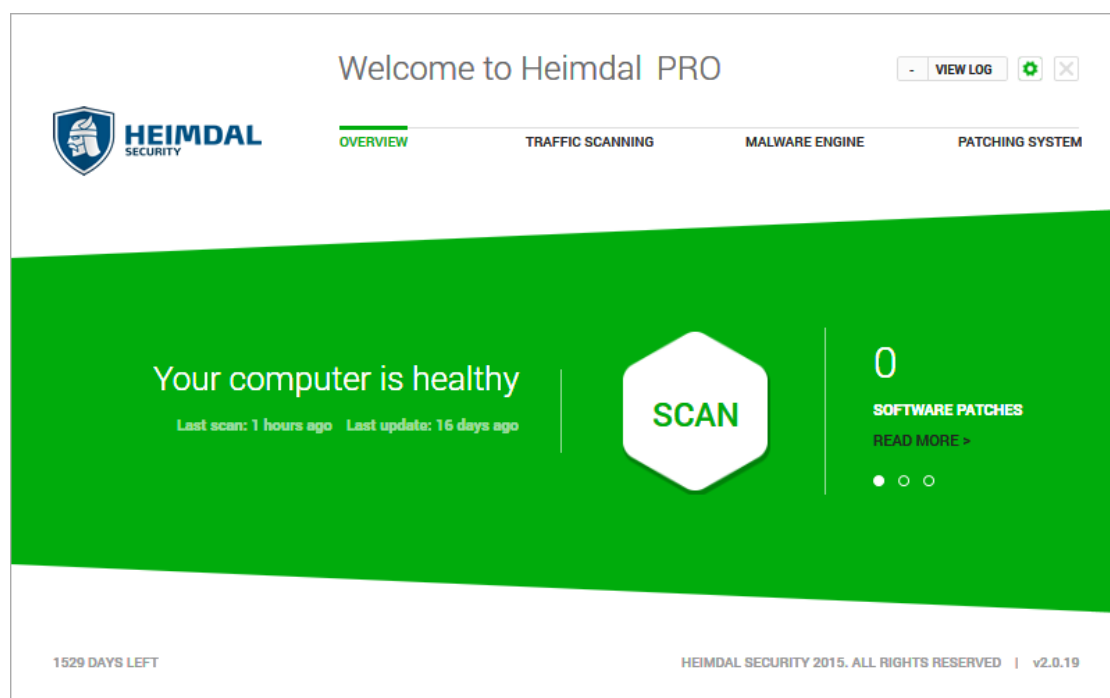 Welcome to Heimdal PRO
- VIEW LOG
HEIMDAL
SECURITY
OVERVIEW TRAFFIC SCANNING MALWARE ENGINE PATCHING SYSTEM
Your computer is healthy
Last scan: 1 hours ago Last update: 16 days ago
SCAN
0
SOFTWARE PATCHES
READ MORE >
1529 DAYS LEFT
HEIMDAL SECURITY 2015. ALL RIGHTS RESERVED | v2.0.19